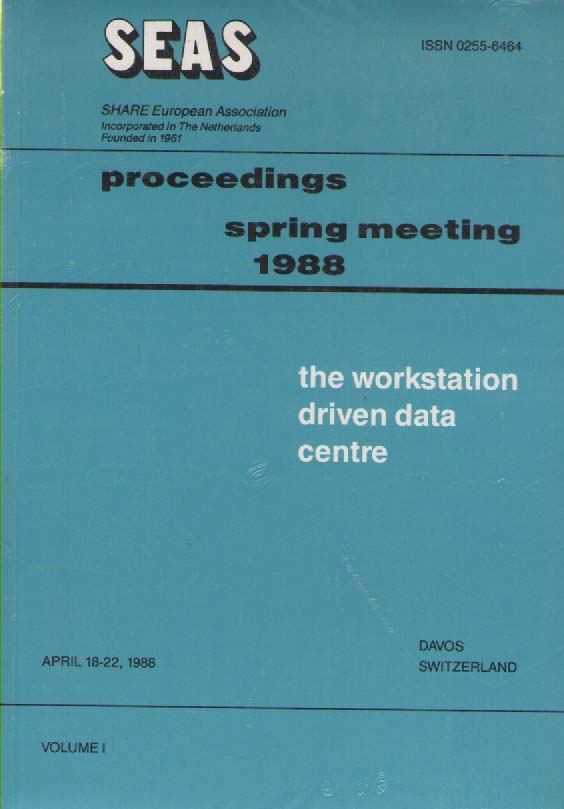 SEAS
ISSN 0255-6464
SHARE European Association
Incorporated in The Netherlands
Founded in 1961
proceedings
spring meeting
1988
the workstation
driven data
centre
APRIL 18-22, 1988
DAVOS
SWITZERLAND
VOLUME I